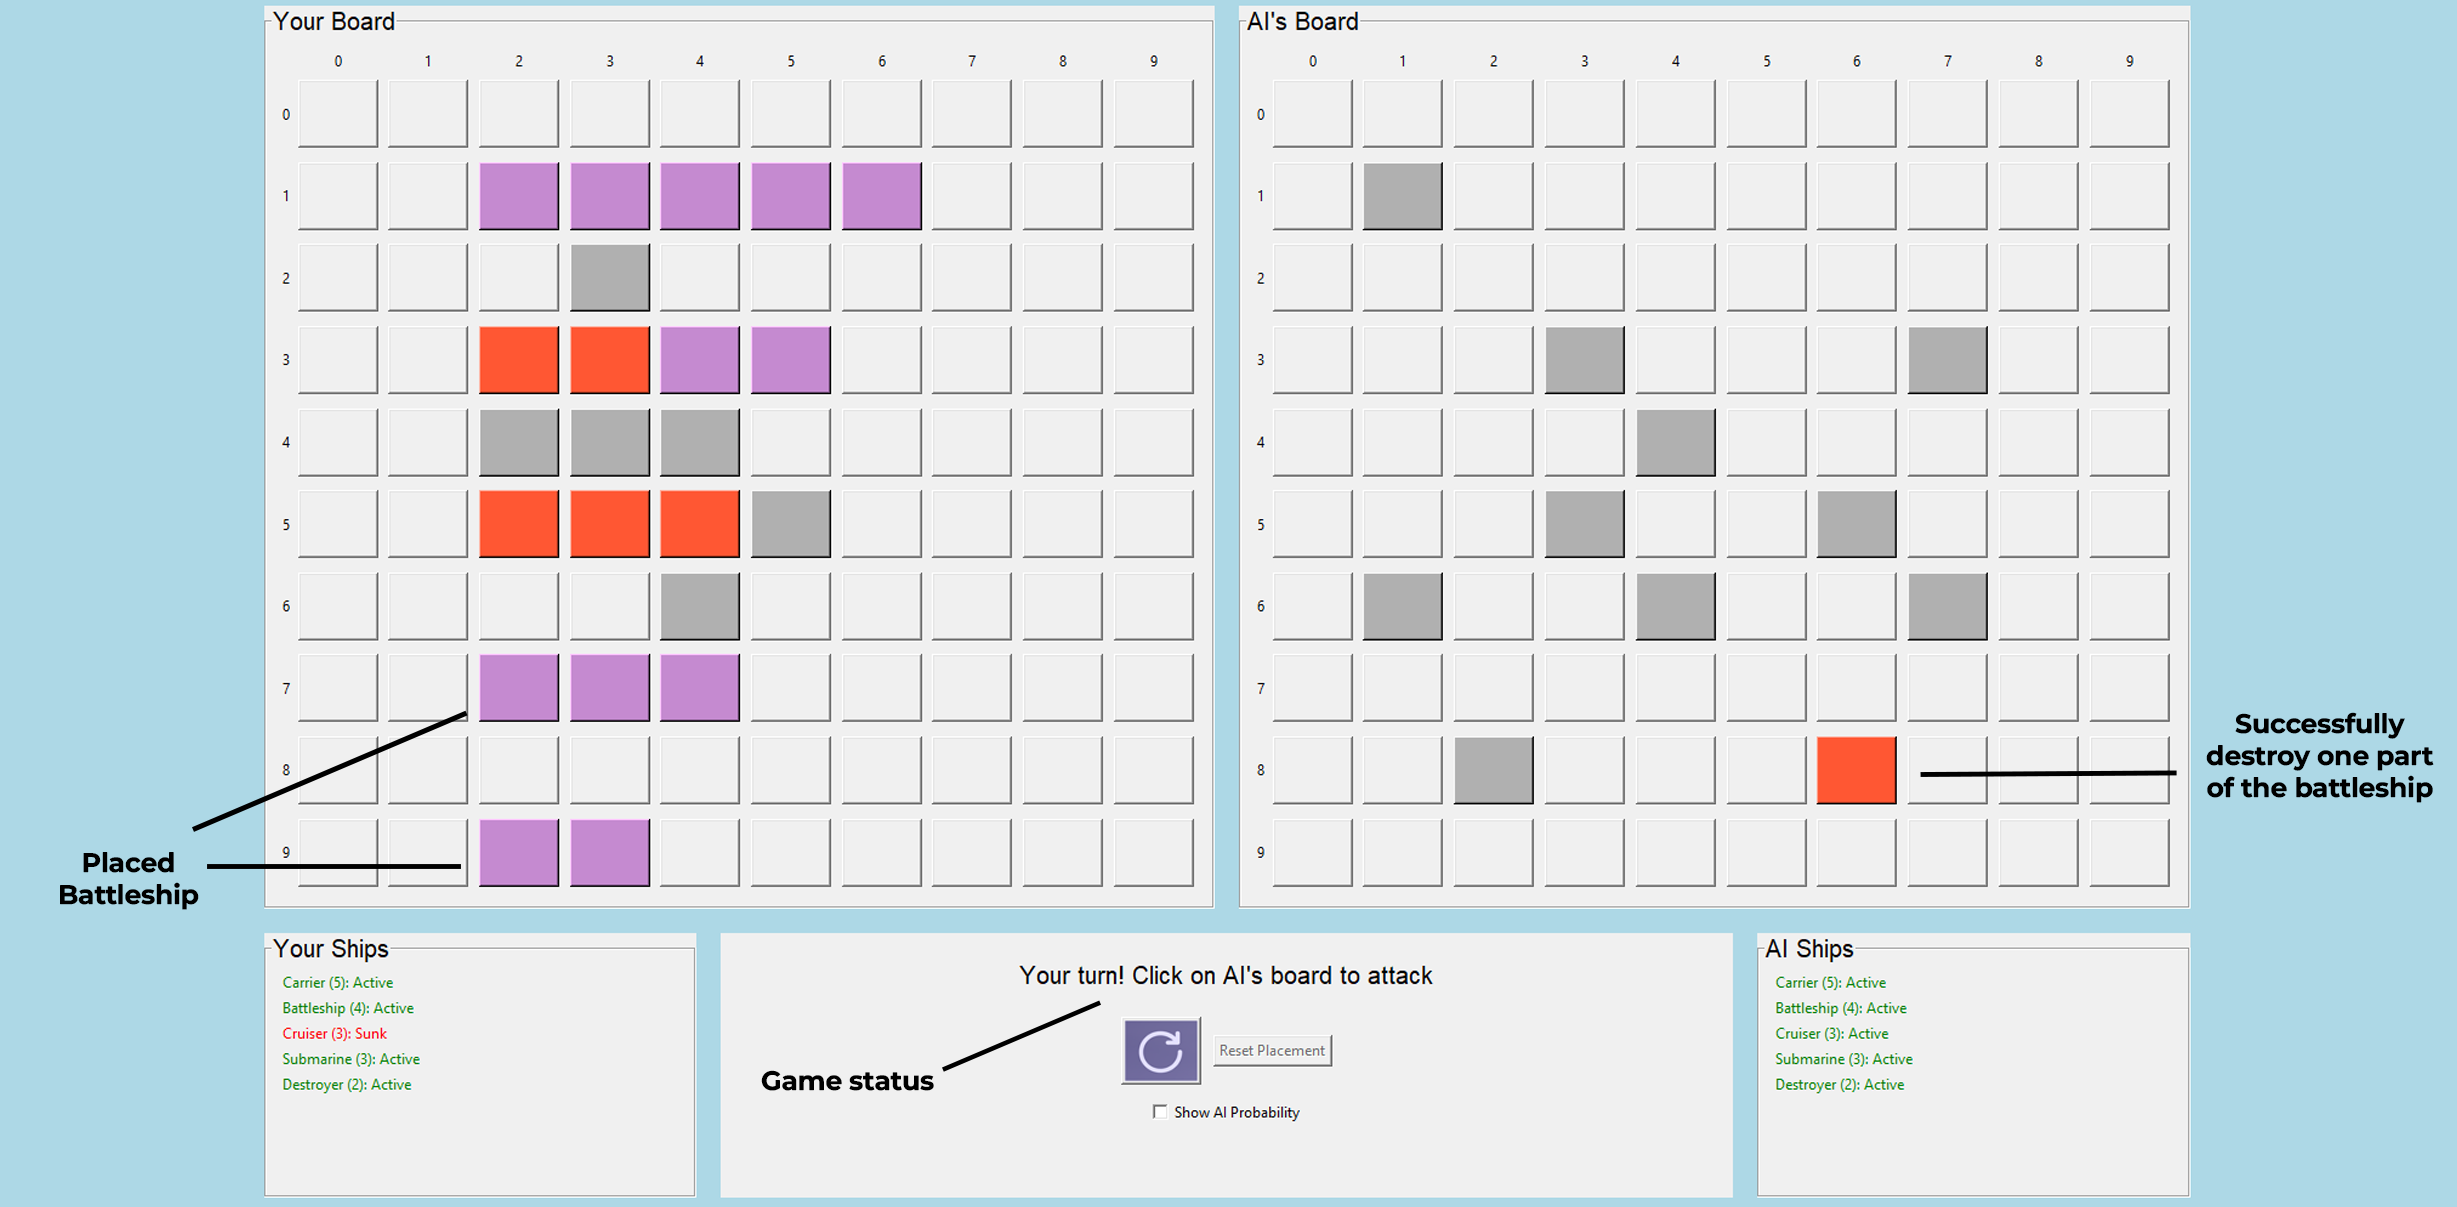 Your Board
0 1 2 3 4 5 6 7 8 9
0
1
2
3
4
5
6
7
8
9
AI's Board
0 1 2 3 4 5 6 7 8 9
0
1
2
3
4
5
6
7
8
9
Successfully
destroy one part
of the battleship
Placed
Battleship
Your Ships
Carrier (5): Active
Battleship (4): Active
Cruiser (3): Sunk
Submarine (3): Active
Destroyer (2): Active
Your turn! Click on AI's board to attack
Reset Placement
Game status
Show AI Probability
AI Ships
Carrier (5): Active
Battleship (4): Active
Cruiser (3): Active
Submarine (3): Active
Destroyer (2): Active